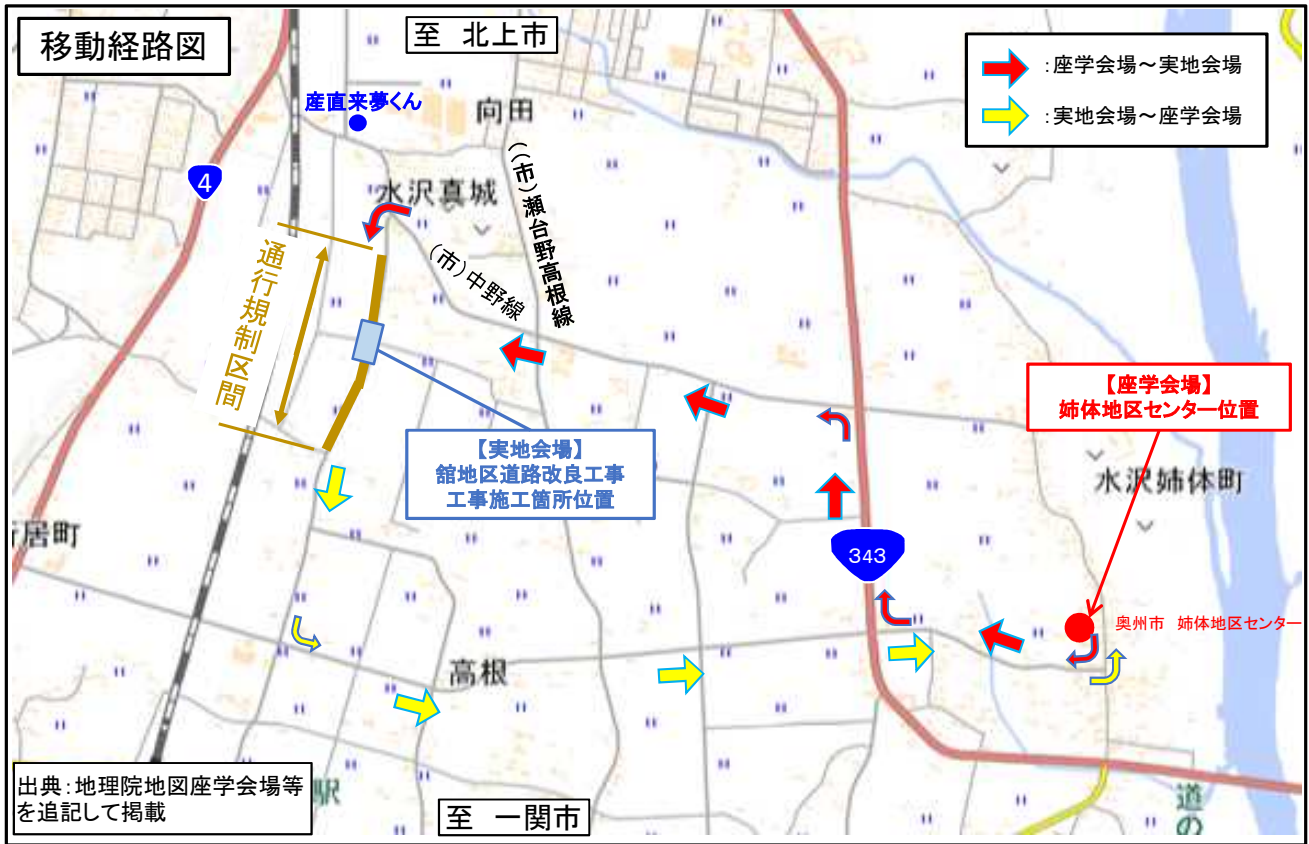 移動経路図
至 北上市
:座学会場～実地会場
:実地会場～座学会場
産直来夢くん
向田
4
水沢真城
((市)瀬台野高根線
(市)中野線
通行規制区間
【座学会場】
姉体地区センター位置
【実地会場】
舘地区道路改良工事
工事施工箇所位置
水沢姉体町
居町
343
奥州市 姉体地区センター
高根
出典:地理院地図座学会場等
を追記して掲載
駅
至 一関市
道の